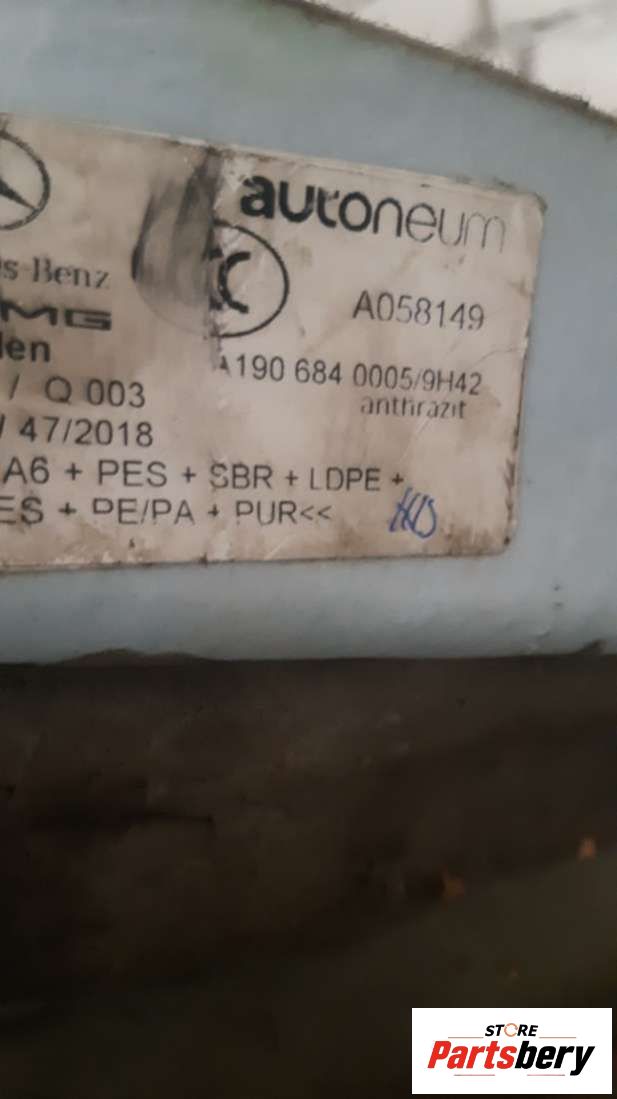 autoneum
s-Benz
MG
A058149
len
A190 684 0005/9H42
/ Q 003
anthrazit
/ 47/2018
A6 + PES + SBR + LDPE +
ES + PE/PA + PUR<<
STORE
Partsbery